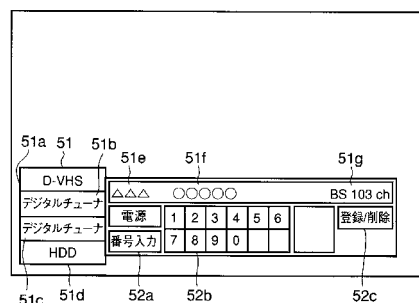 51
51a
51b
D-VHS
デジタルチューナ
デジタルチューナ
HDD
51c
51d
51e
51f
51g
△△△ ○○○○○ BS 103 ch
電源 1 2 3 4 5 6 登録/削除
番号入力 7 8 9 0
52a
52b
52c